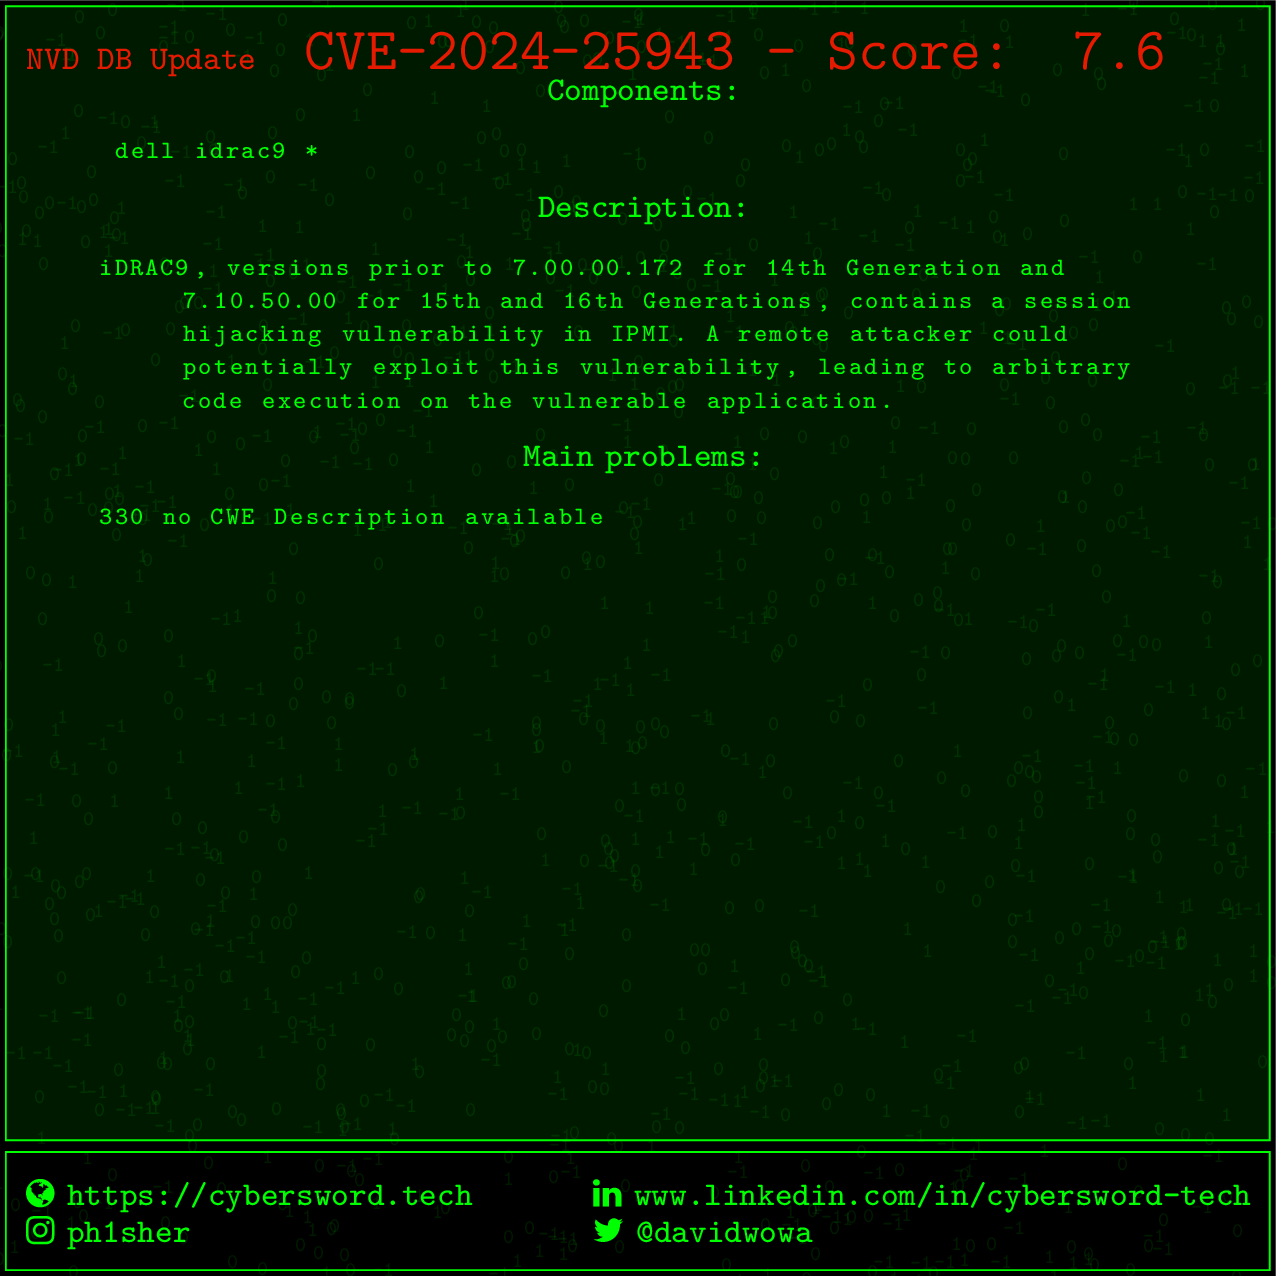 NVD DB Update CVE-2024-25943 - Score: 7.6
Components:
dell idrac9 *
Description:
iDRAC9, versions prior to 7.00.00.172 for 14th Generation and
7.10.50.00 for 15th and 16th Generations, contains a session
hijacking vulnerability in IPMI. A remote attacker could
potentially exploit this vulnerability, leading to arbitrary
code execution on the vulnerable application.
Main problems:
330 no CWE Description available
https://cybersword.tech www.linkedin.com/in/cybersword-tech
ph1sher @davidwowa